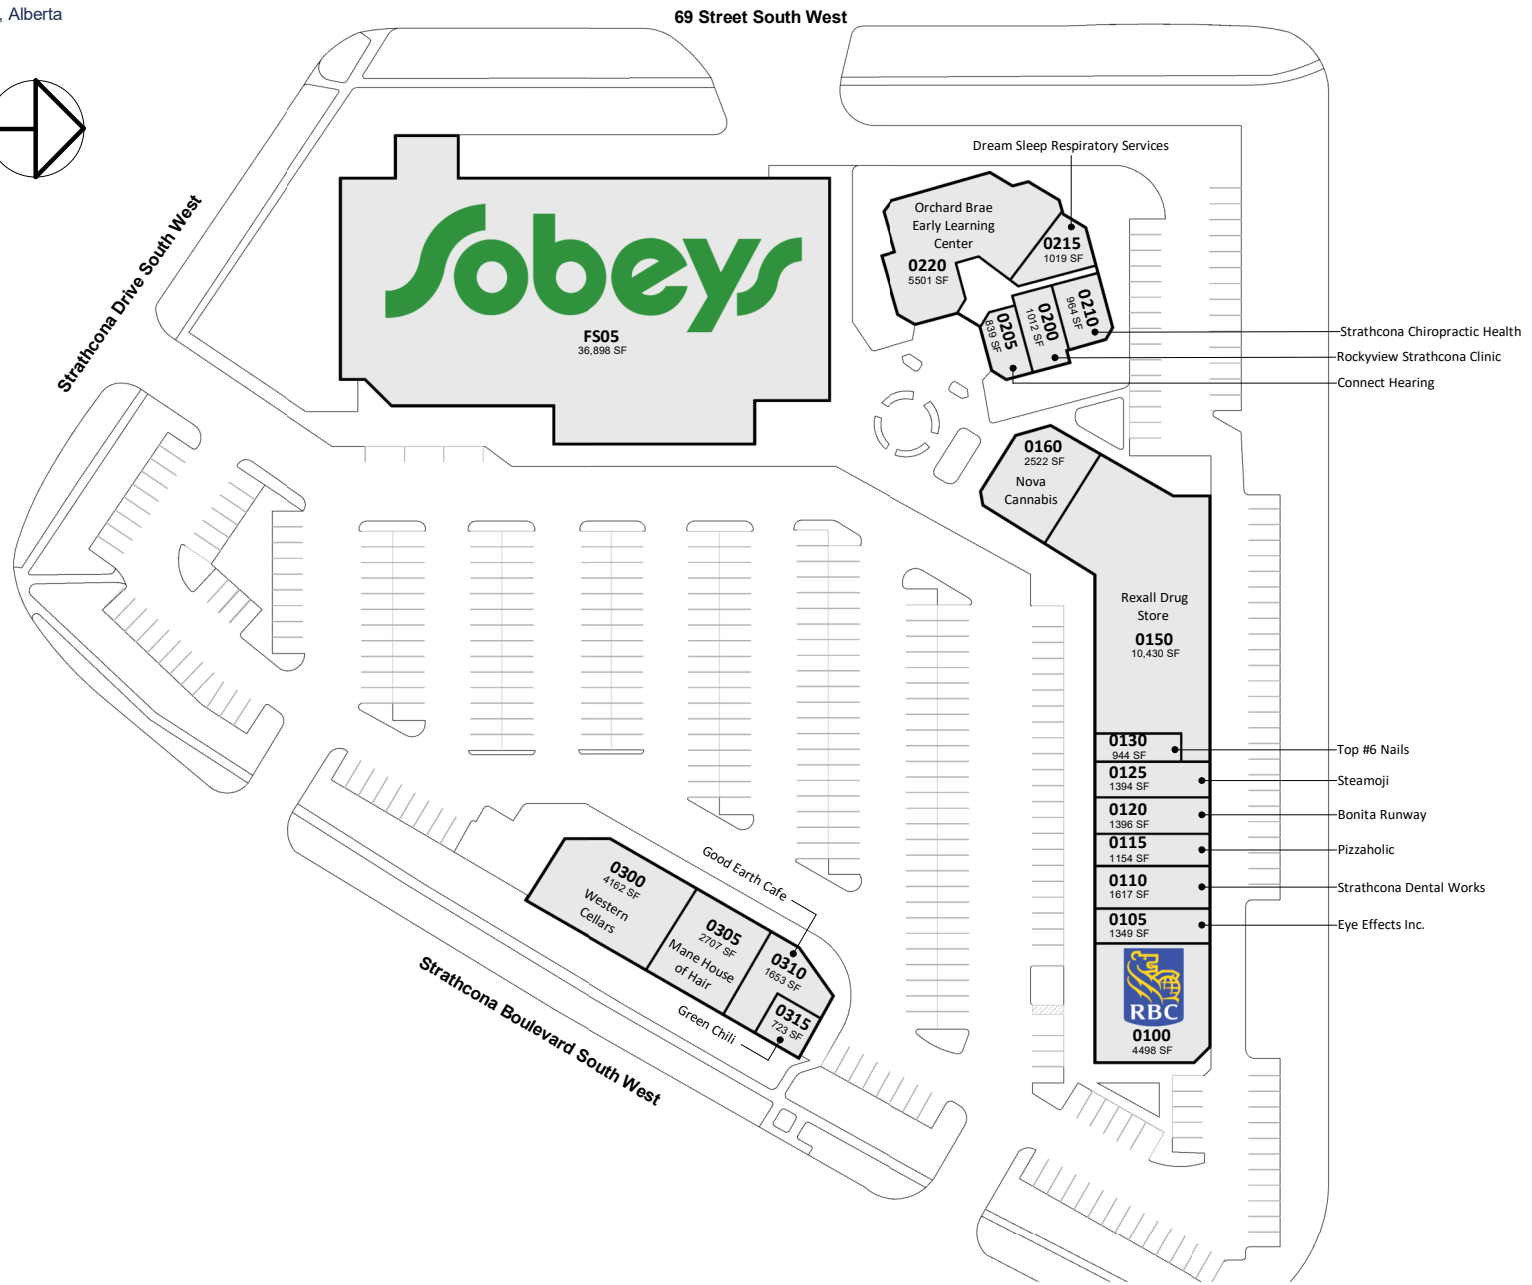 , Alberta
69 Street South West
Strathcona Drive South West
Sobeys
FS05
36,898 SF
Dream Sleep Respiratory Services
Orchard Brae
Early Learning
Center
0220
5501 SF
0215
1019 SF
0210
964 SF
0200
1012 SF
0205
839 SF
Strathcona Chiropractic Health
Rockyview Strathcona Clinic
Connect Hearing
0160
2522 SF
Nova
Cannabis
Rexall Drug
Store
0150
10,430 SF
0130
944 SF
Top #6 Nails
0125
1394 SF
Steamoji
0120
1396 SF
Bonita Runway
0115
1154 SF
Pizzaholic
0110
1617 SF
Strathcona Dental Works
0105
1349 SF
Eye Effects Inc.
RBC
0100
4498 SF
Good Earth Cafe
0300
4162 SF
Western
Cellars
0305
2707 SF
Mane House
of Hair
0310
1653 SF
0315
723 SF
Green Chili
Strathcona Boulevard South West